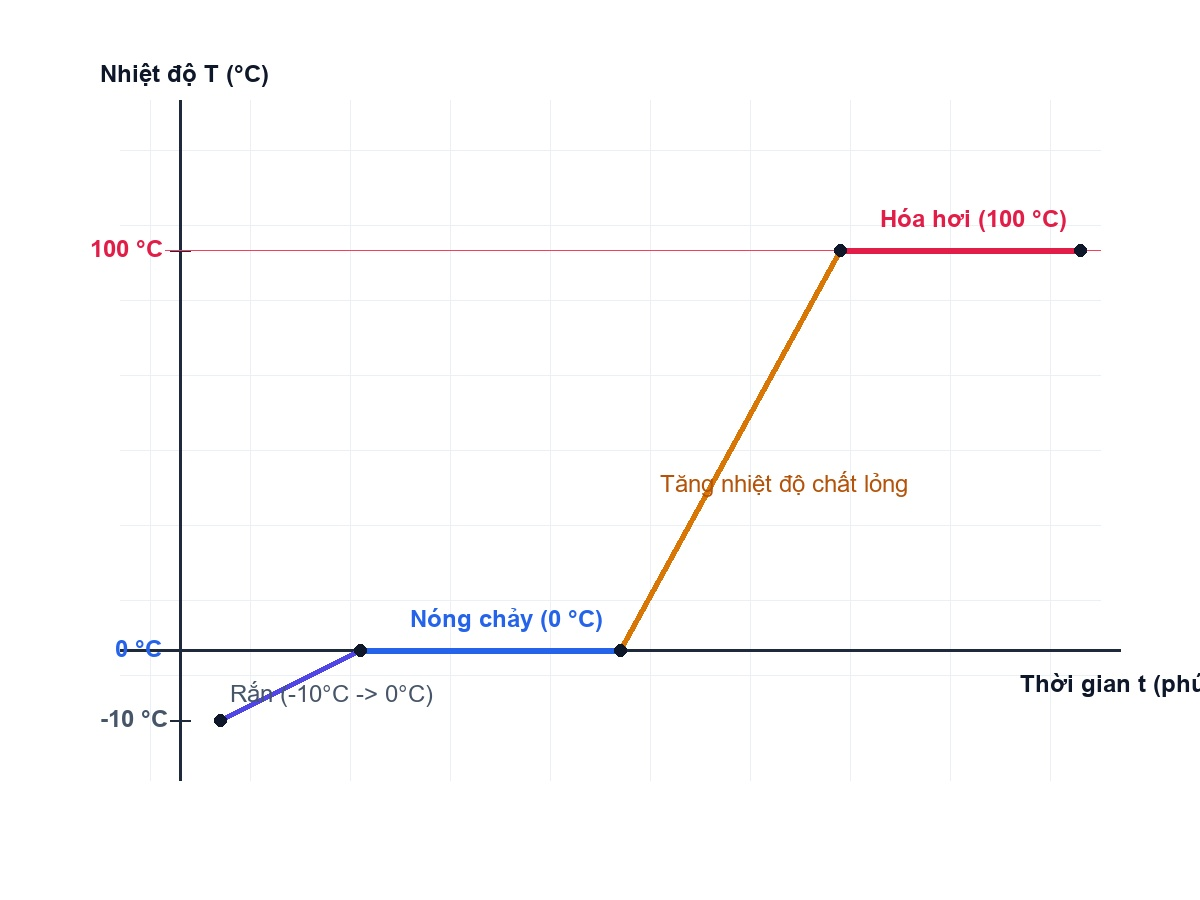 Nhiệt độ T (°C)
Hóa hơi (100 °C)
100 °C
Tăng nhiệt độ chất lỏng
Nóng chảy (0 °C)
0 °C
Thời gian t (phú
Rắn (-10°C -> 0°C)
-10 °C